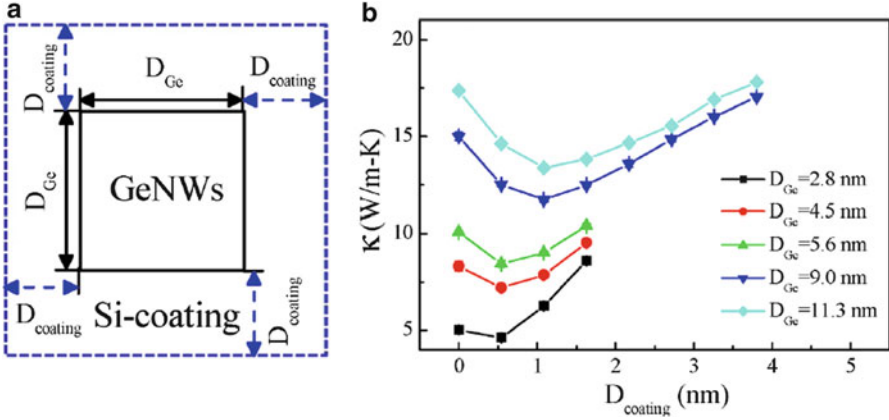 a
D_coating
D_Ge
D_coating
D_Ge
GeNWs
D_coating
Si-coating
D_coating
b
20
15
10
5
κ(W/m-K)
D_Ge=2.8 nm
D_Ge=4.5 nm
D_Ge=5.6 nm
D_Ge=9.0 nm
D_Ge=11.3 nm
0 1 2 3 4 5
D_coating (nm)